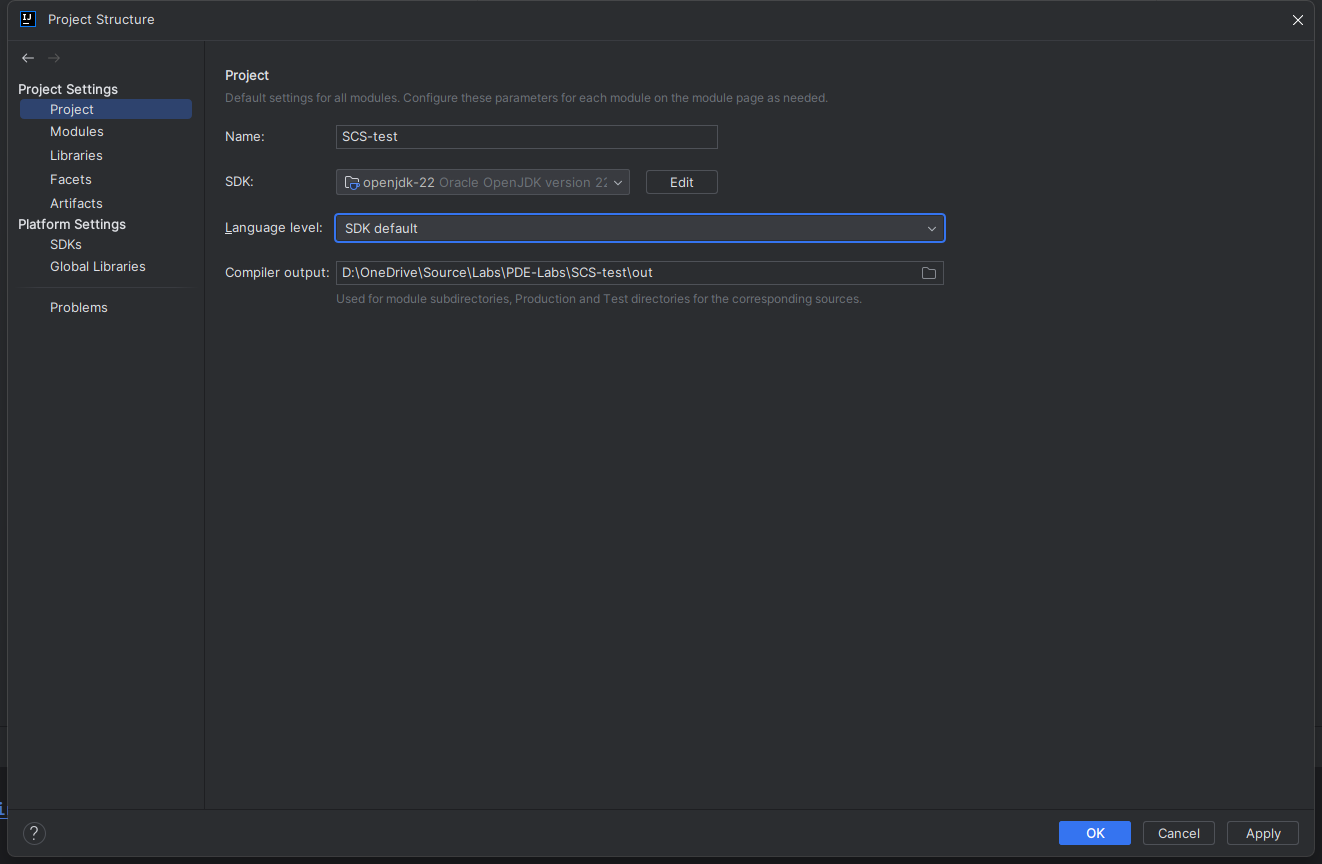 IJ
Project Structure
Project Settings
Project
Modules
Libraries
Facets
Artifacts
Platform Settings
SDKs
Global Libraries
Problems
Project
Default settings for all modules. Configure these parameters for each module on the module page as needed.
Name: SCS-test
SDK: openjdk-22 Oracle OpenJDK version 22 Edit
Language level: SDK default
Compiler output: D:\OneDrive\Source\Labs\PDE-Labs\SCS-test\out
Used for module subdirectories, Production and Test directories for the corresponding sources.
? OK Cancel Apply